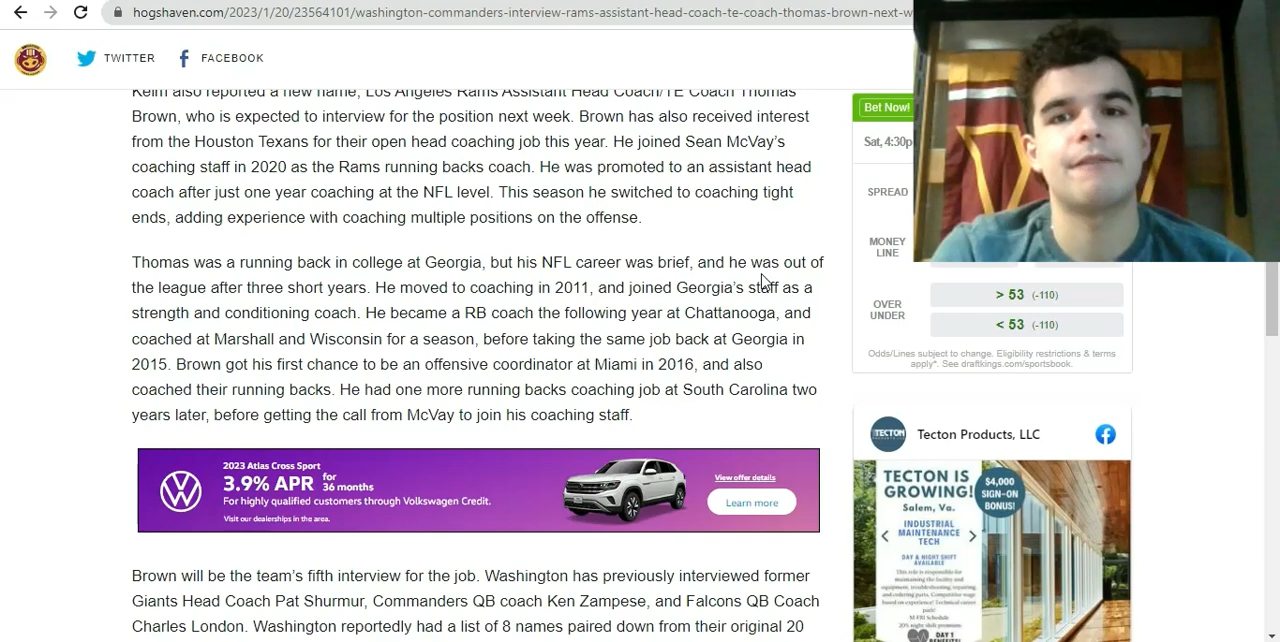 hogshaven.com/2023/1/20/23564101/washington-commanders-interview-rams-assistant-head-coach-te-coach-thomas-brown-next-w
TWITTER FACEBOOK
Keim also reported a new name, Los Angeles Rams Assistant Head Coach/TE Coach Thomas
Brown, who is expected to interview for the position next week. Brown has also received interest
from the Houston Texans for their open head coaching job this year. He joined Sean McVay's
coaching staff in 2020 as the Rams running backs coach. He was promoted to an assistant head
coach after just one year coaching at the NFL level. This season he switched to coaching tight
ends, adding experience with coaching multiple positions on the offense.
Thomas was a running back in college at Georgia, but his NFL career was brief, and he was out of
the league after three short years. He moved to coaching in 2011, and joined Georgia's staff as a
strength and conditioning coach. He became a RB coach the following year at Chattanooga, and
coached at Marshall and Wisconsin for a season, before taking the same job back at Georgia in
2015. Brown got his first chance to be an offensive coordinator at Miami in 2016, and also
coached their running backs. He had one more running backs coaching job at South Carolina two
years later, before getting the call from McVay to join his coaching staff.
2023 Atlas Cross Sport
3.9% APR for
36 months
For highly qualified customers through Volkswagen Credit.
Visit our dealerships in the area.
View offer details
Learn more
Brown will be the team's fifth interview for the job. Washington has previously interviewed former
Giants Head Coach Pat Shurmur, Commanders QB coach Ken Zampese, and Falcons QB Coach
Charles London. Washington reportedly had a list of 8 names paired down from their original 20
Bet Now!
Sat, 4:30p
SPREAD
MONEY
LINE
OVER
UNDER
> 53 (-110)
< 53 (-110)
Odds/Lines subject to change. Eligibility restrictions & terms
apply*. See draftkings.com/sportsbook.
TECTON
Tecton Products, LLC
TECTON IS
GROWING!
Salem, Va.
$4,000
SIGN-ON
BONUS!
INDUSTRIAL
MAINTENANCE
TECH
DAY & NIGHT SHIFT
AVAILABLE
DAY 1